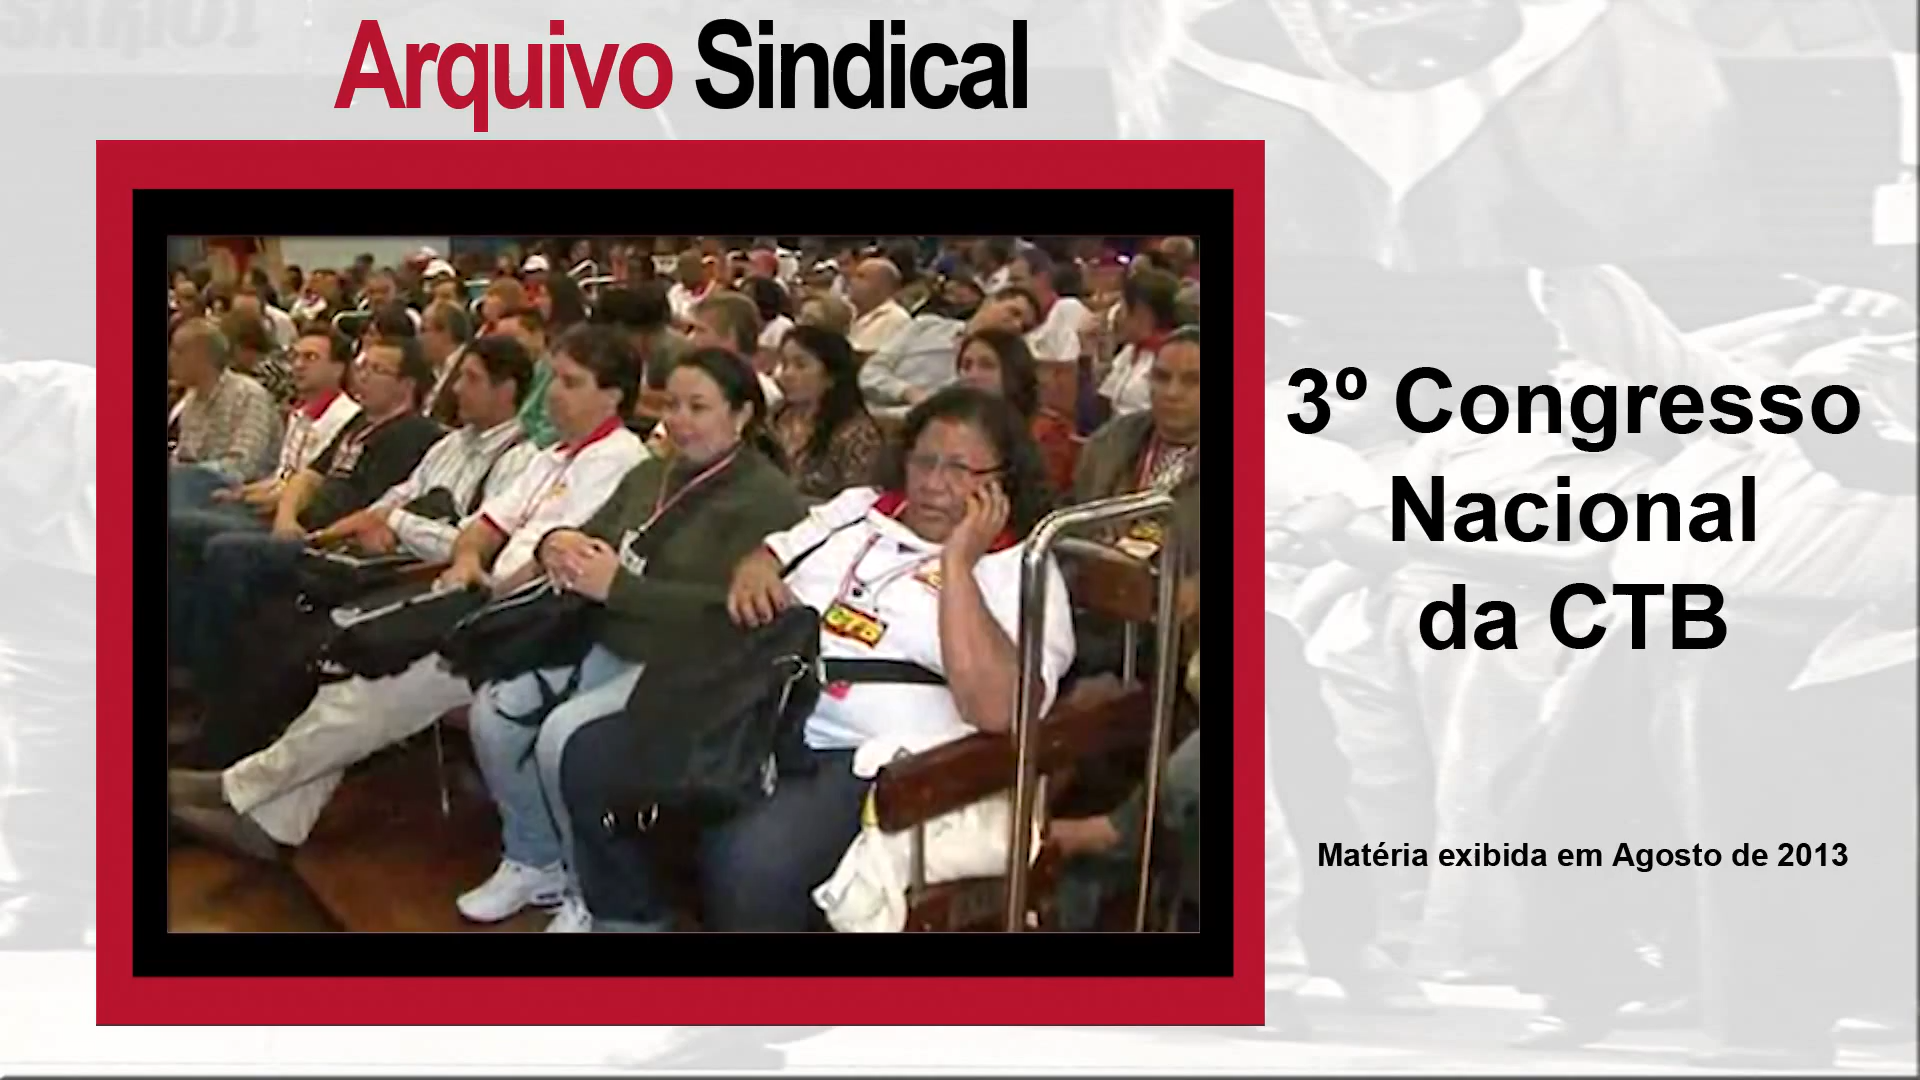 Arquivo Sindical
3º Congresso
Nacional
da CTB
Matéria exibida em Agosto de 2013